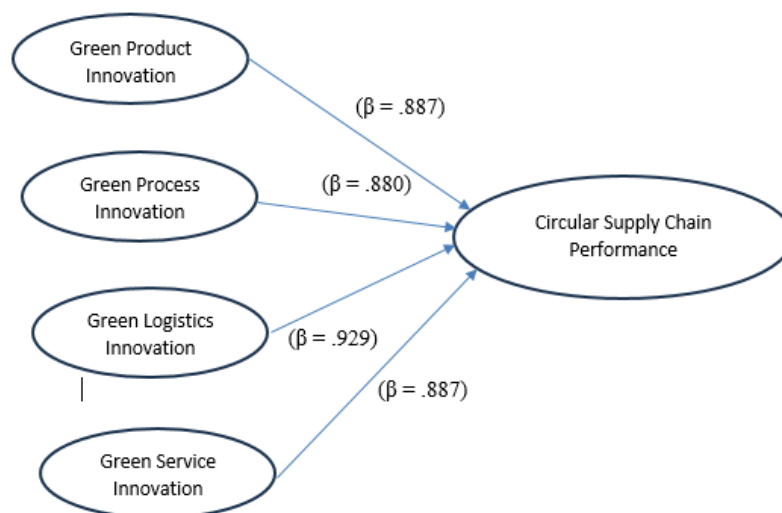 Green Product
Innovation
(β = .887)
Green Process
Innovation
(β = .880)
Circular Supply Chain
Performance
Green Logistics
Innovation
(β = .929)
(β = .887)
Green Service
Innovation